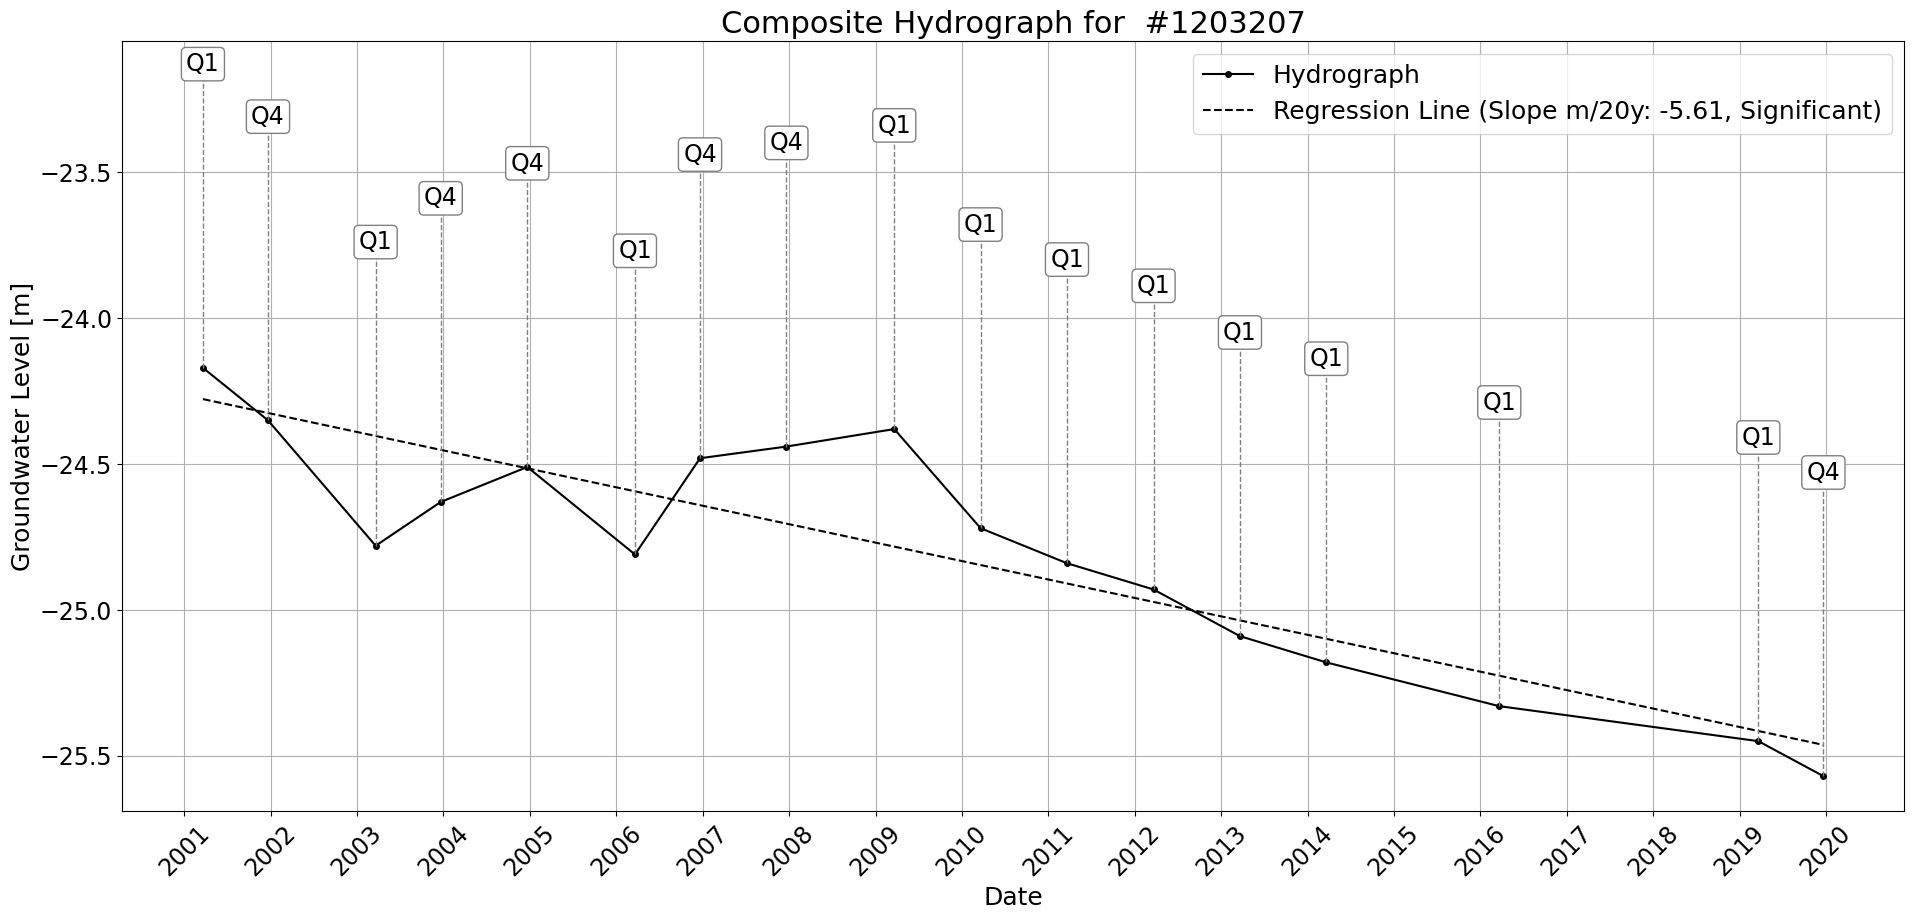 Composite Hydrograph for  #1203207
Hydrograph
Regression Line (Slope m/20y: -5.61, Significant)
Q1
Q4
Q1
Q4
Q4
Q1
Q4
Q4
Q1
Q1
Q1
Q1
Q1
Q1
Q1
Q1
Q4
Groundwater Level [m]
−23.5
−24.0
−24.5
−25.0
−25.5
2001
2002
2003
2004
2005
2006
2007
2008
2009
2010
2011
2012
2013
2014
2015
2016
2017
2018
2019
2020
Date